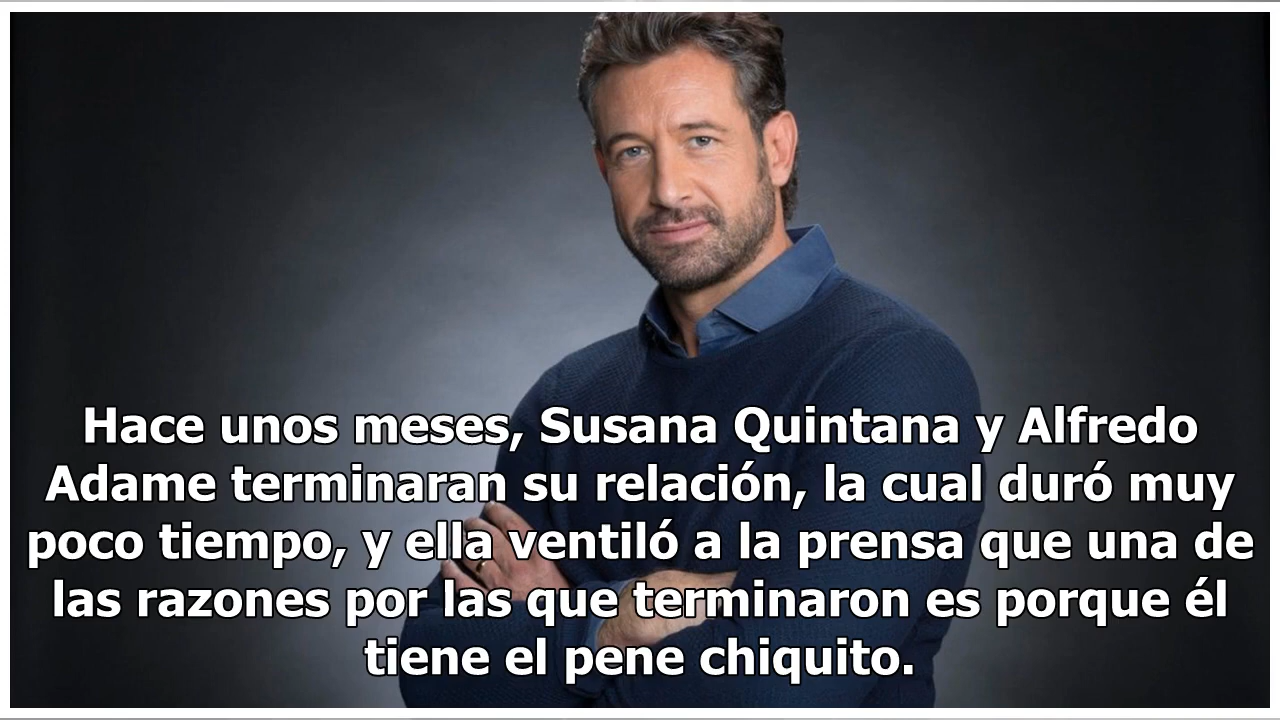 Hace unos meses, Susana Quintana y Alfredo
Adame terminaran su relación, la cual duró muy
poco tiempo, y ella ventiló a la prensa que una de
las razones por las que terminaron es porque él
tiene el pene chiquito.